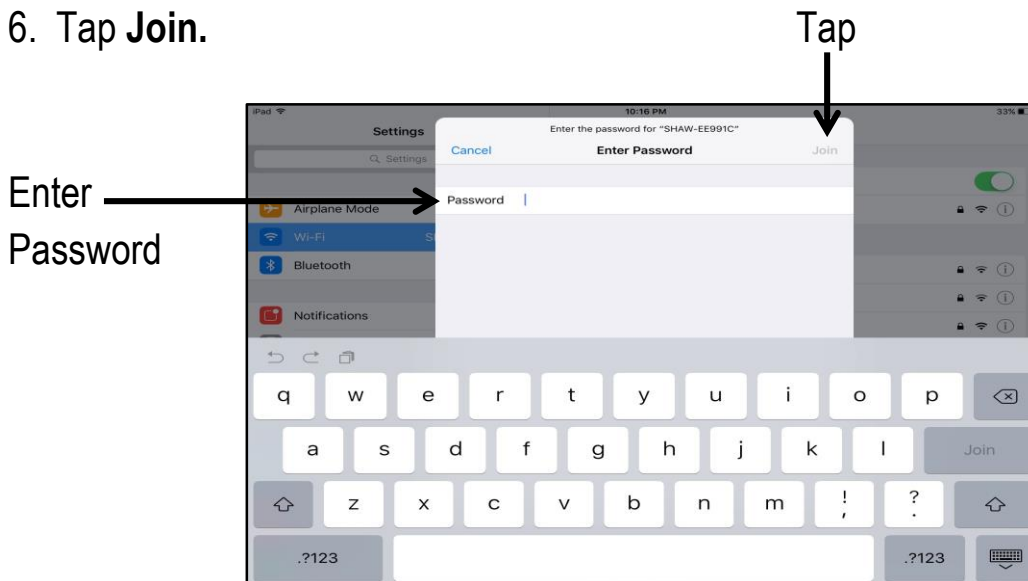 6. Tap Join.
Tap
iPad 10:16 PM 33%
Enter the password for "SHAW-EE991C"
Settings
Cancel Enter Password Join
Settings
Enter
Password
Password
Airplane Mode
Wi-Fi
Bluetooth
Notifications
q w e r t y u i o p
a s d f g h j k l Join
z x c v b n m ! , ? .
.?123 .?123